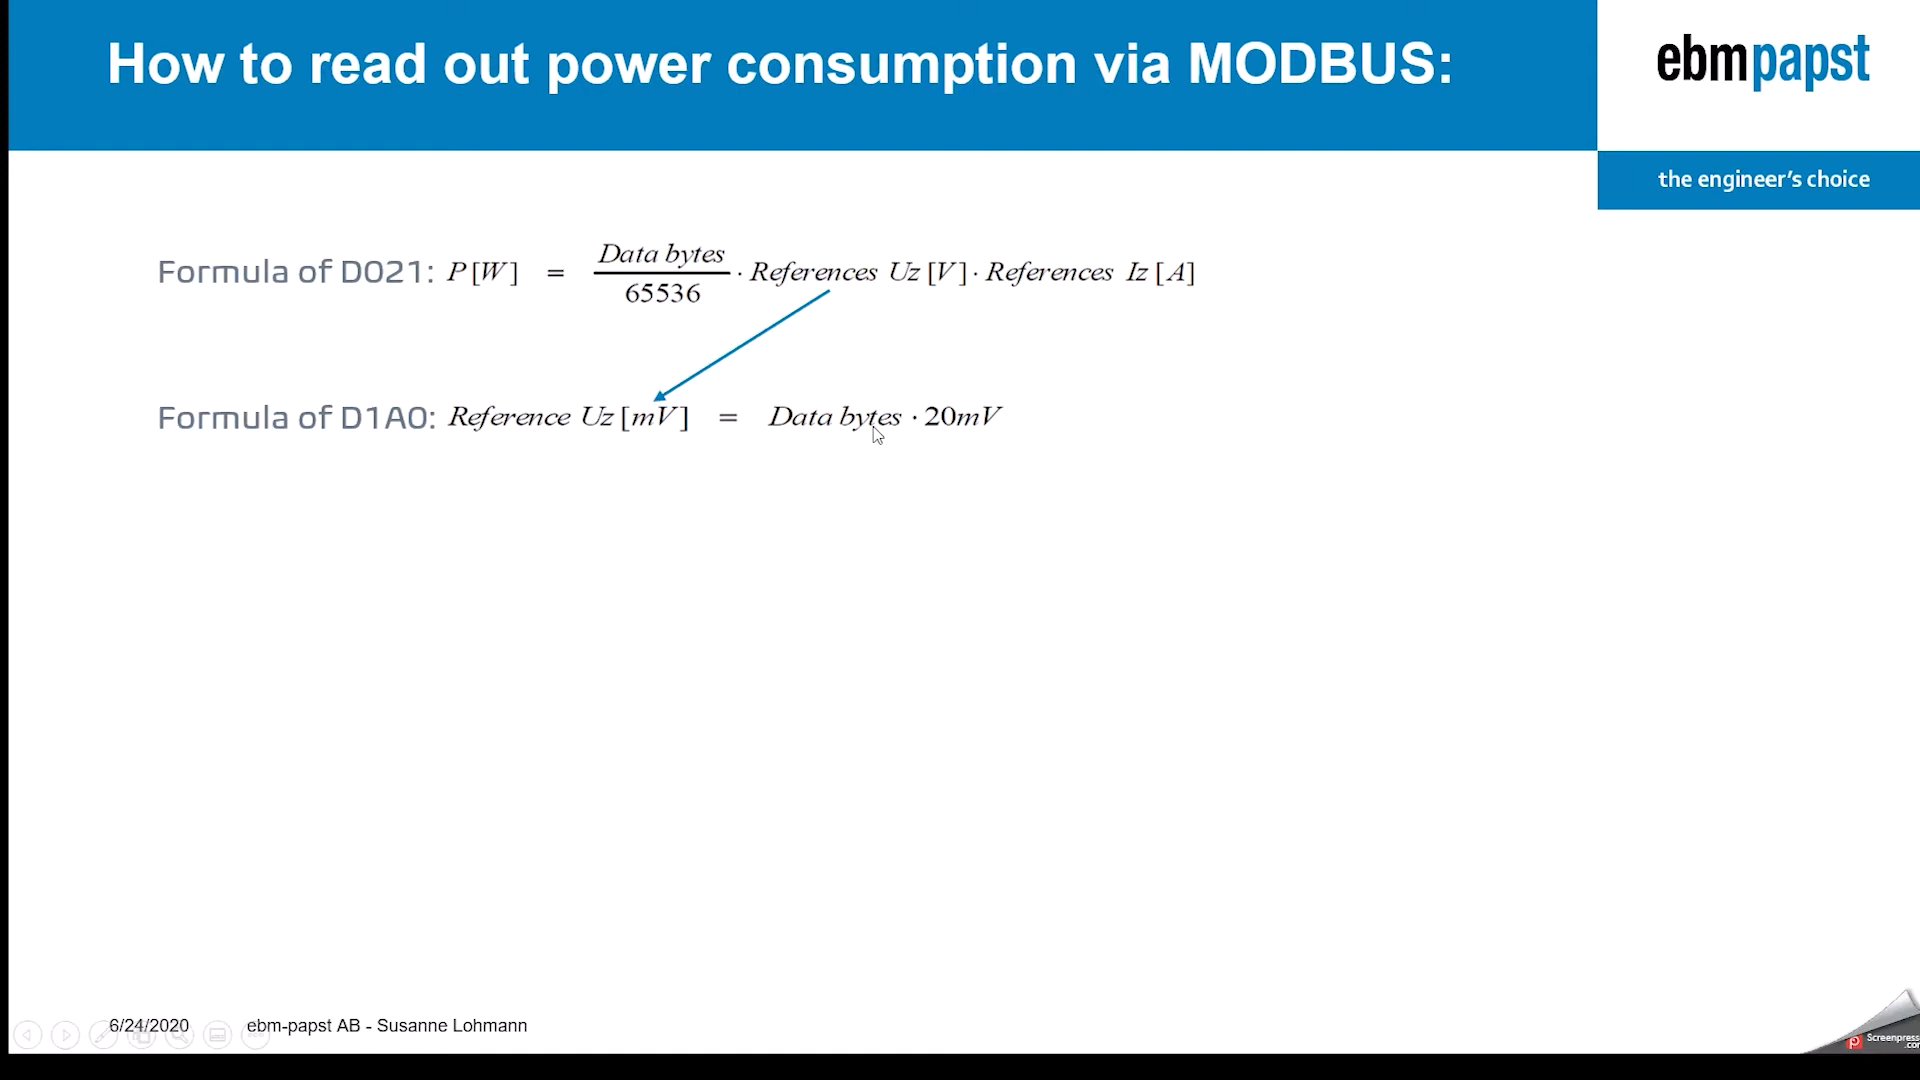 How to read out power consumption via MODBUS:
ebmpapst
the engineer's choice
Formula of D021: P [W] = Data bytes / 65536 · References Uz [V] · References Iz [A]
Formula of D1A0: Reference Uz [mV] = Data bytes · 20mV
6/24/2020 ebm-papst AB - Susanne Lohmann
Screenpress
.co